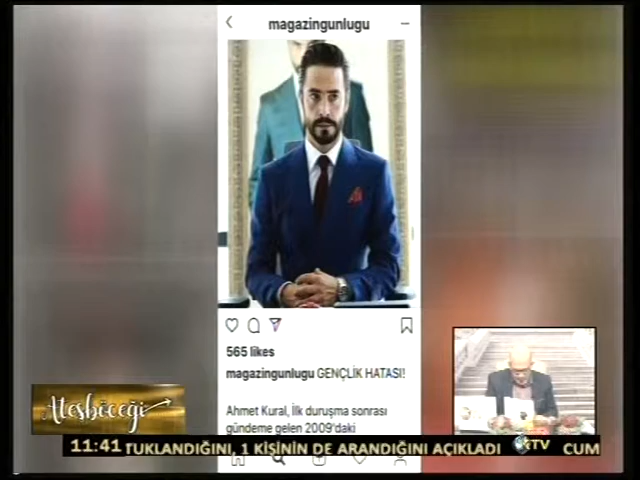 magazingunlugu
565 likes
magazingunlugu GENÇLİK HATASI!
Ahmet Kural, İlk duruşma sonrası
gündeme gelen 2009'daki
Ateşböceği
11:41 TUKLANDIĞINI, 1 KİŞİNİN DE ARANDIĞINI AÇIKLADI TV CUM